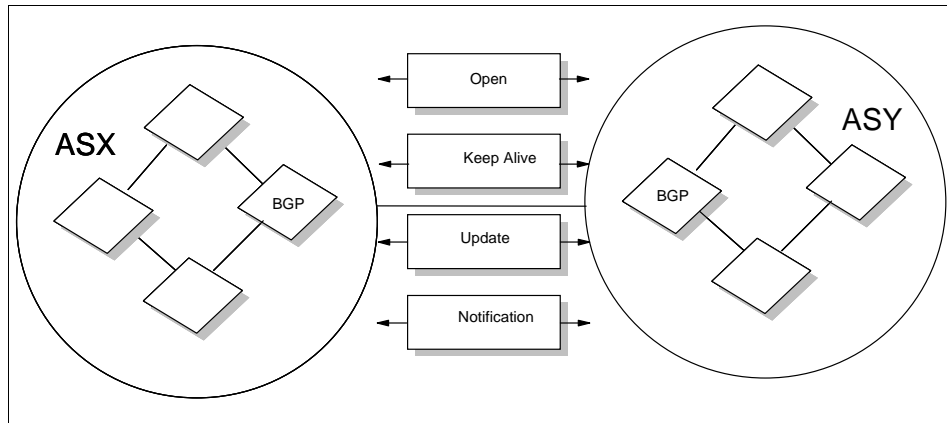 Open
ASX
ASY
Keep Alive
BGP
BGP
Update
Notification